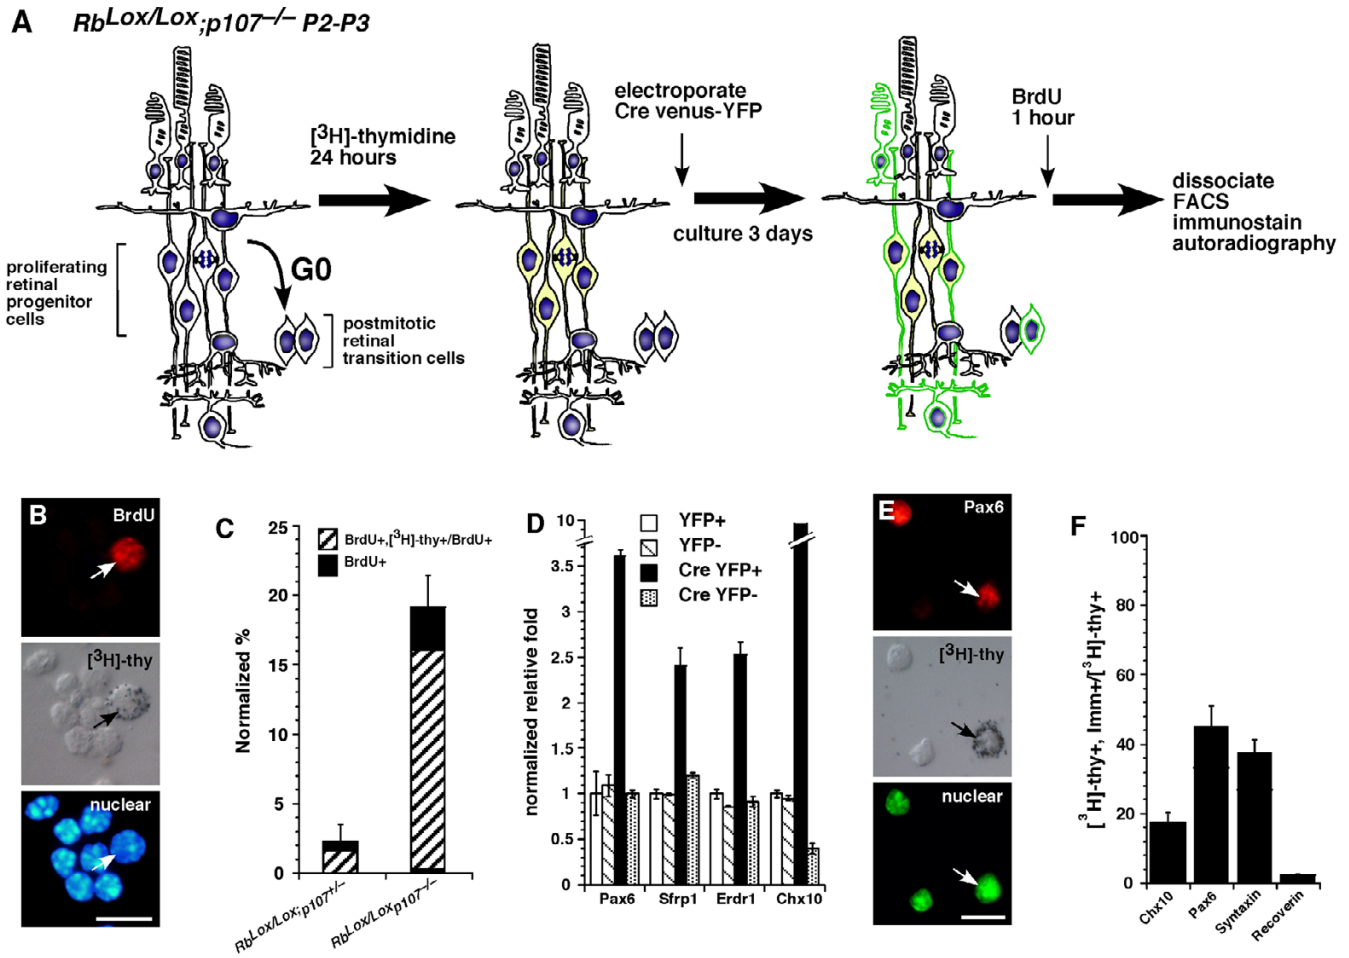 A
Rb^Lox/Lox;p107–/– P2-P3
[3H]-thymidine
24 hours
electroporate
Cre venus-YFP
culture 3 days
BrdU
1 hour
dissociate
FACS
immunostain
autoradiography
proliferating
retinal
progenitor
cells
G0
postmitotic
retinal
transition cells
B
BrdU
[3H]-thy
nuclear
C
Normalized %
25
20
15
10
5
0
BrdU+,[3H]-thy+/BrdU+
BrdU+
RbLox/Lox;p107+/–
RbLox/Loxp107–/–
D
normalized relative fold
10
3.5
3
2.5
2
1.5
1
0.5
0
YFP+
YFP-
Cre YFP+
Cre YFP-
Pax6
Sfrp1
Erdr1
Chx10
E
Pax6
[3H]-thy
nuclear
F
[3H]-thy+, Imm+/[3H]-thy+
100
80
60
40
20
0
Chx10
Pax6
Syntaxin
Recoverin